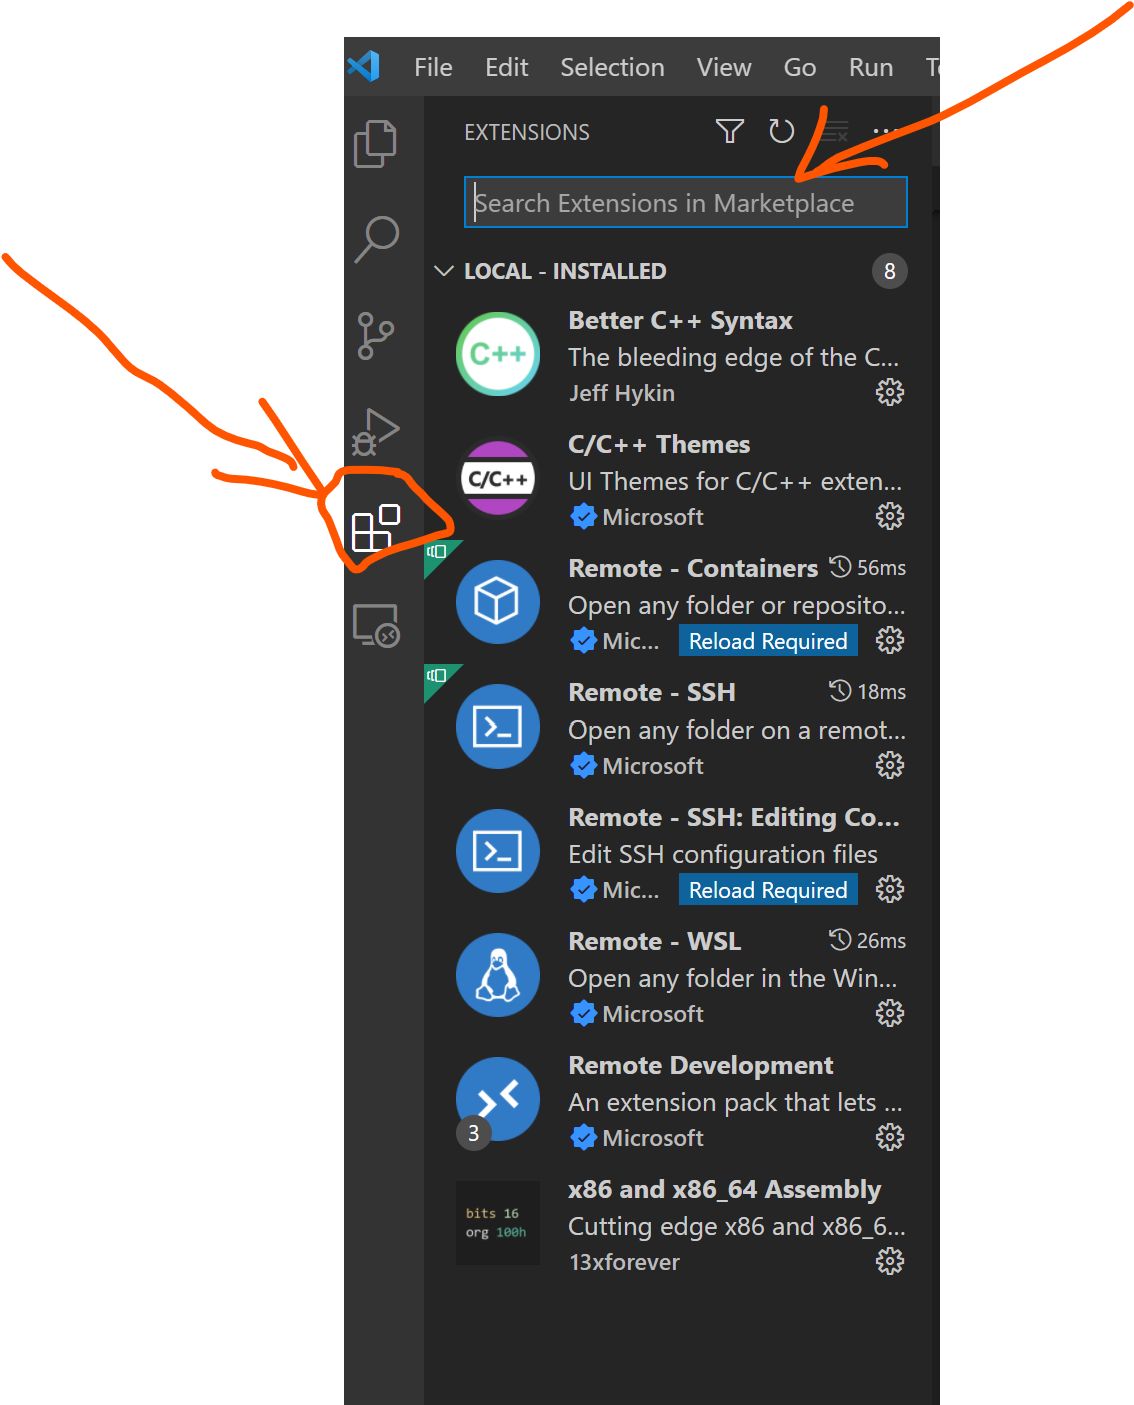 File Edit Selection View Go Run
EXTENSIONS
Search Extensions in Marketplace
LOCAL - INSTALLED 8
C++
Better C++ Syntax
The bleeding edge of the C...
Jeff Hykin
C/C++
C/C++ Themes
UI Themes for C/C++ exten...
Microsoft
Remote - Containers 56ms
Open any folder or reposito...
Mic... Reload Required
Remote - SSH 18ms
Open any folder on a remot...
Microsoft
Remote - SSH: Editing Co...
Edit SSH configuration files
Mic... Reload Required
Remote - WSL 26ms
Open any folder in the Win...
Microsoft
Remote Development
An extension pack that lets ...
3
Microsoft
bits 16
org 100h
x86 and x86_64 Assembly
Cutting edge x86 and x86_6...
13xforever